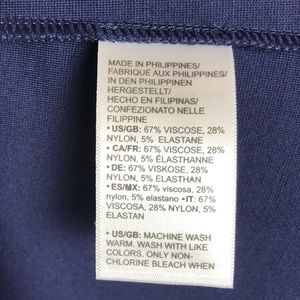 MADE IN PHILIPPINES/
FABRIQUÉ AUX PHILIPPINES/
IN DEN PHILIPPINEN
HERGESTELLT/
HECHO EN FILIPINAS/
CONFEZIONATO NELLE
FILIPPINE
• US/GB: 67% VISCOSE, 28%
NYLON, 5% ELASTANE
• CA/FR: 67% VISCOSE, 28%
NYLON, 5% ÉLASTHANNE
• DE: 67% VISKOSE, 28%
NYLON, 5% ELASTHAN
• ES/MX: 67% viscosa, 28%
nylon, 5% elastano • IT: 67%
VISCOSA, 28% NYLON, 5%
ELASTAN
• US/GB: MACHINE WASH
WARM. WASH WITH LIKE
COLORS. ONLY NON-
CHLORINE BLEACH WHEN